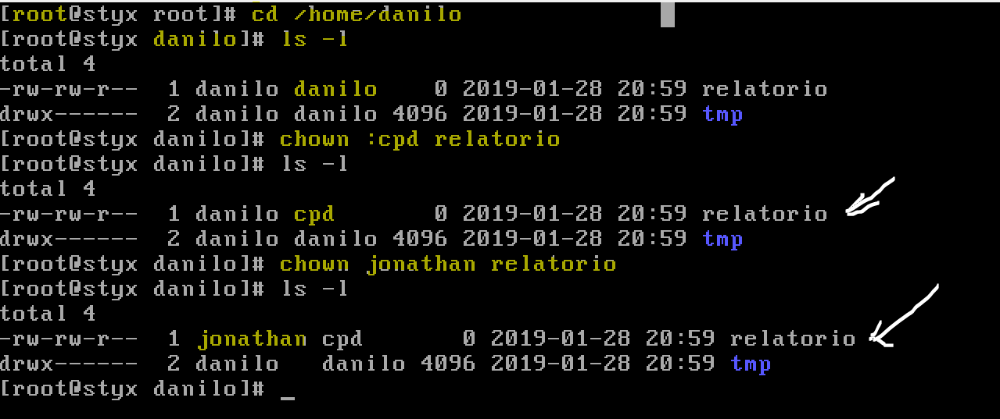 [root@styx root]# cd /home/danilo
[root@styx danilo]# ls -l
total 4
-rw-rw-r--  1 danilo danilo    0 2019-01-28 20:59 relatorio
drwx------  2 danilo danilo 4096 2019-01-28 20:59 tmp
[root@styx danilo]# chown :cpd relatorio
[root@styx danilo]# ls -l
total 4
-rw-rw-r--  1 danilo cpd       0 2019-01-28 20:59 relatorio
drwx------  2 danilo danilo 4096 2019-01-28 20:59 tmp
[root@styx danilo]# chown jonathan relatorio
[root@styx danilo]# ls -l
total 4
-rw-rw-r--  1 jonathan cpd       0 2019-01-28 20:59 relatorio
drwx------  2 danilo   danilo 4096 2019-01-28 20:59 tmp
[root@styx danilo]# _